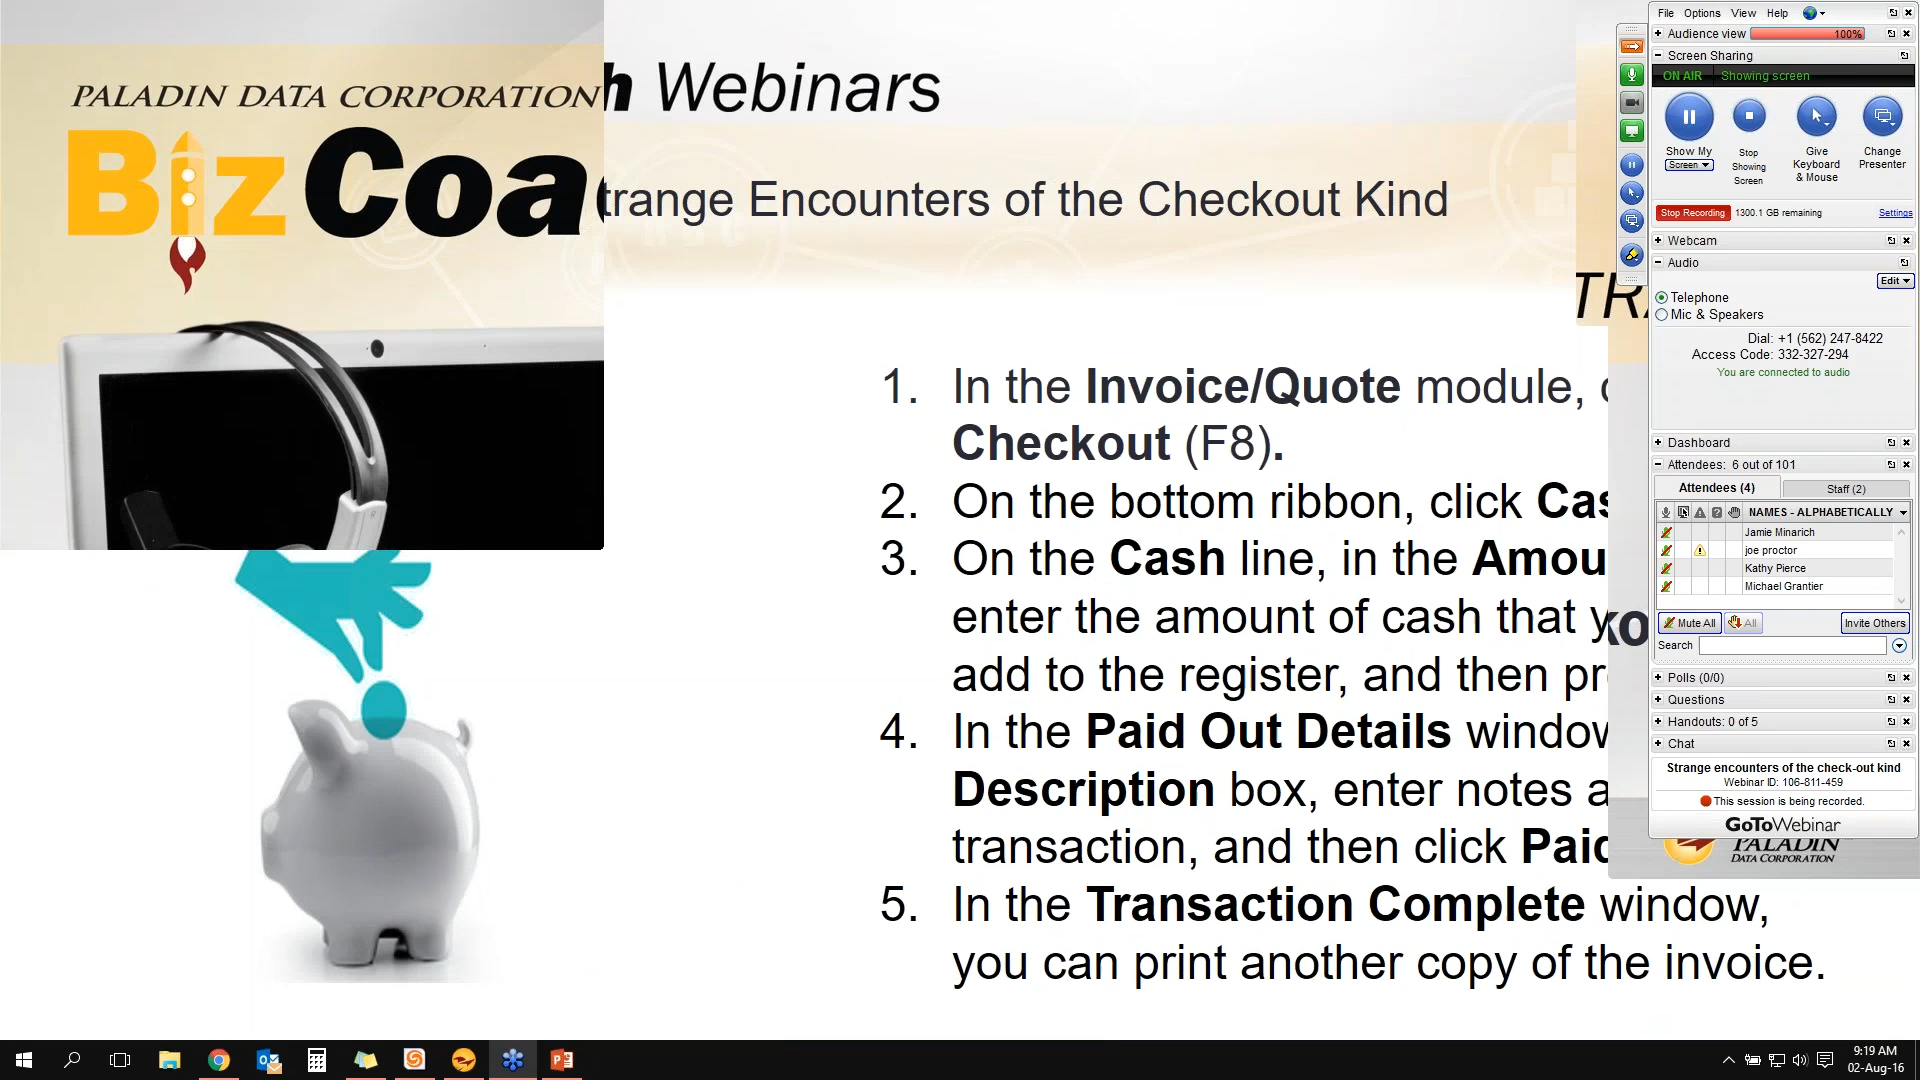 PALADIN DATA CORPORATION
Biz Coa
h Webinars
trange Encounters of the Checkout Kind
1. In the Invoice/Quote module,
Checkout (F8).
2. On the bottom ribbon, click Cas
3. On the Cash line, in the Amou
enter the amount of cash that y
add to the register, and then pr
4. In the Paid Out Details window
Description box, enter notes a
transaction, and then click Paid
5. In the Transaction Complete window,
you can print another copy of the invoice.
TRA
ko
PALADIN
DATA CORPORATION
File Options View Help
Audience view 100%
Screen Sharing
ON AIR Showing screen
Show My
Screen
Stop
Showing
Screen
Give
Keyboard
& Mouse
Change
Presenter
Stop Recording 1300.1 GB remaining Settings
Webcam
Audio
Edit
Telephone
Mic & Speakers
Dial: +1 (562) 247-8422
Access Code: 332-327-294
You are connected to audio
Dashboard
Attendees: 6 out of 101
Attendees (4) Staff (2)
NAMES - ALPHABETICALLY
Jamie Minarich
joe proctor
Kathy Pierce
Michael Grantier
Mute All All Invite Others
Search
Polls (0/0)
Questions
Handouts: 0 of 5
Chat
Strange encounters of the check-out kind
Webinar ID: 106-811-459
This session is being recorded.
GoToWebinar
9:19 AM
02-Aug-16